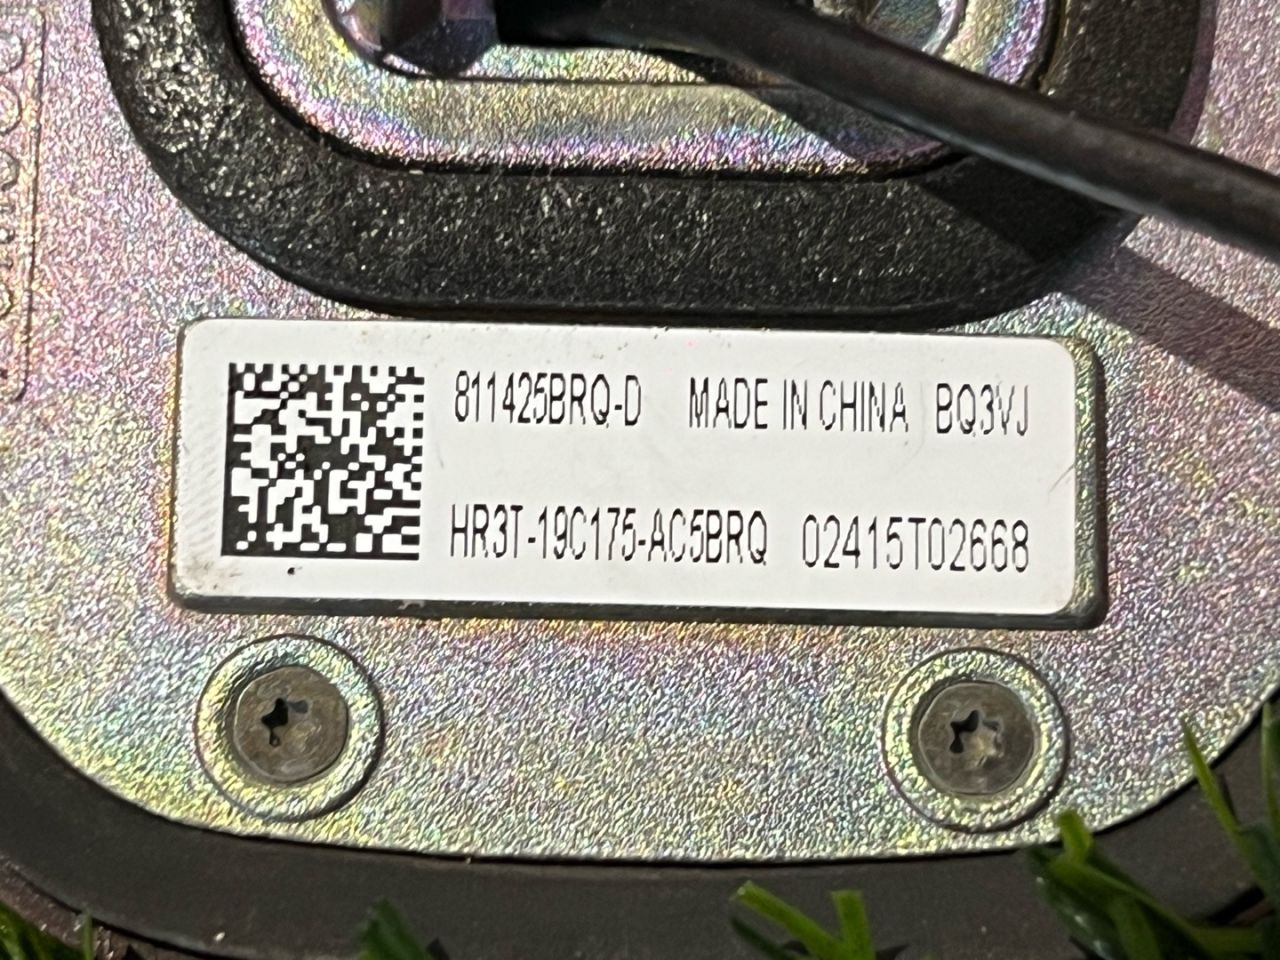 811425BRQ-D MADE IN CHINA BQ3VJ
HR3T-19C175-AC5BRQ 02415T02668